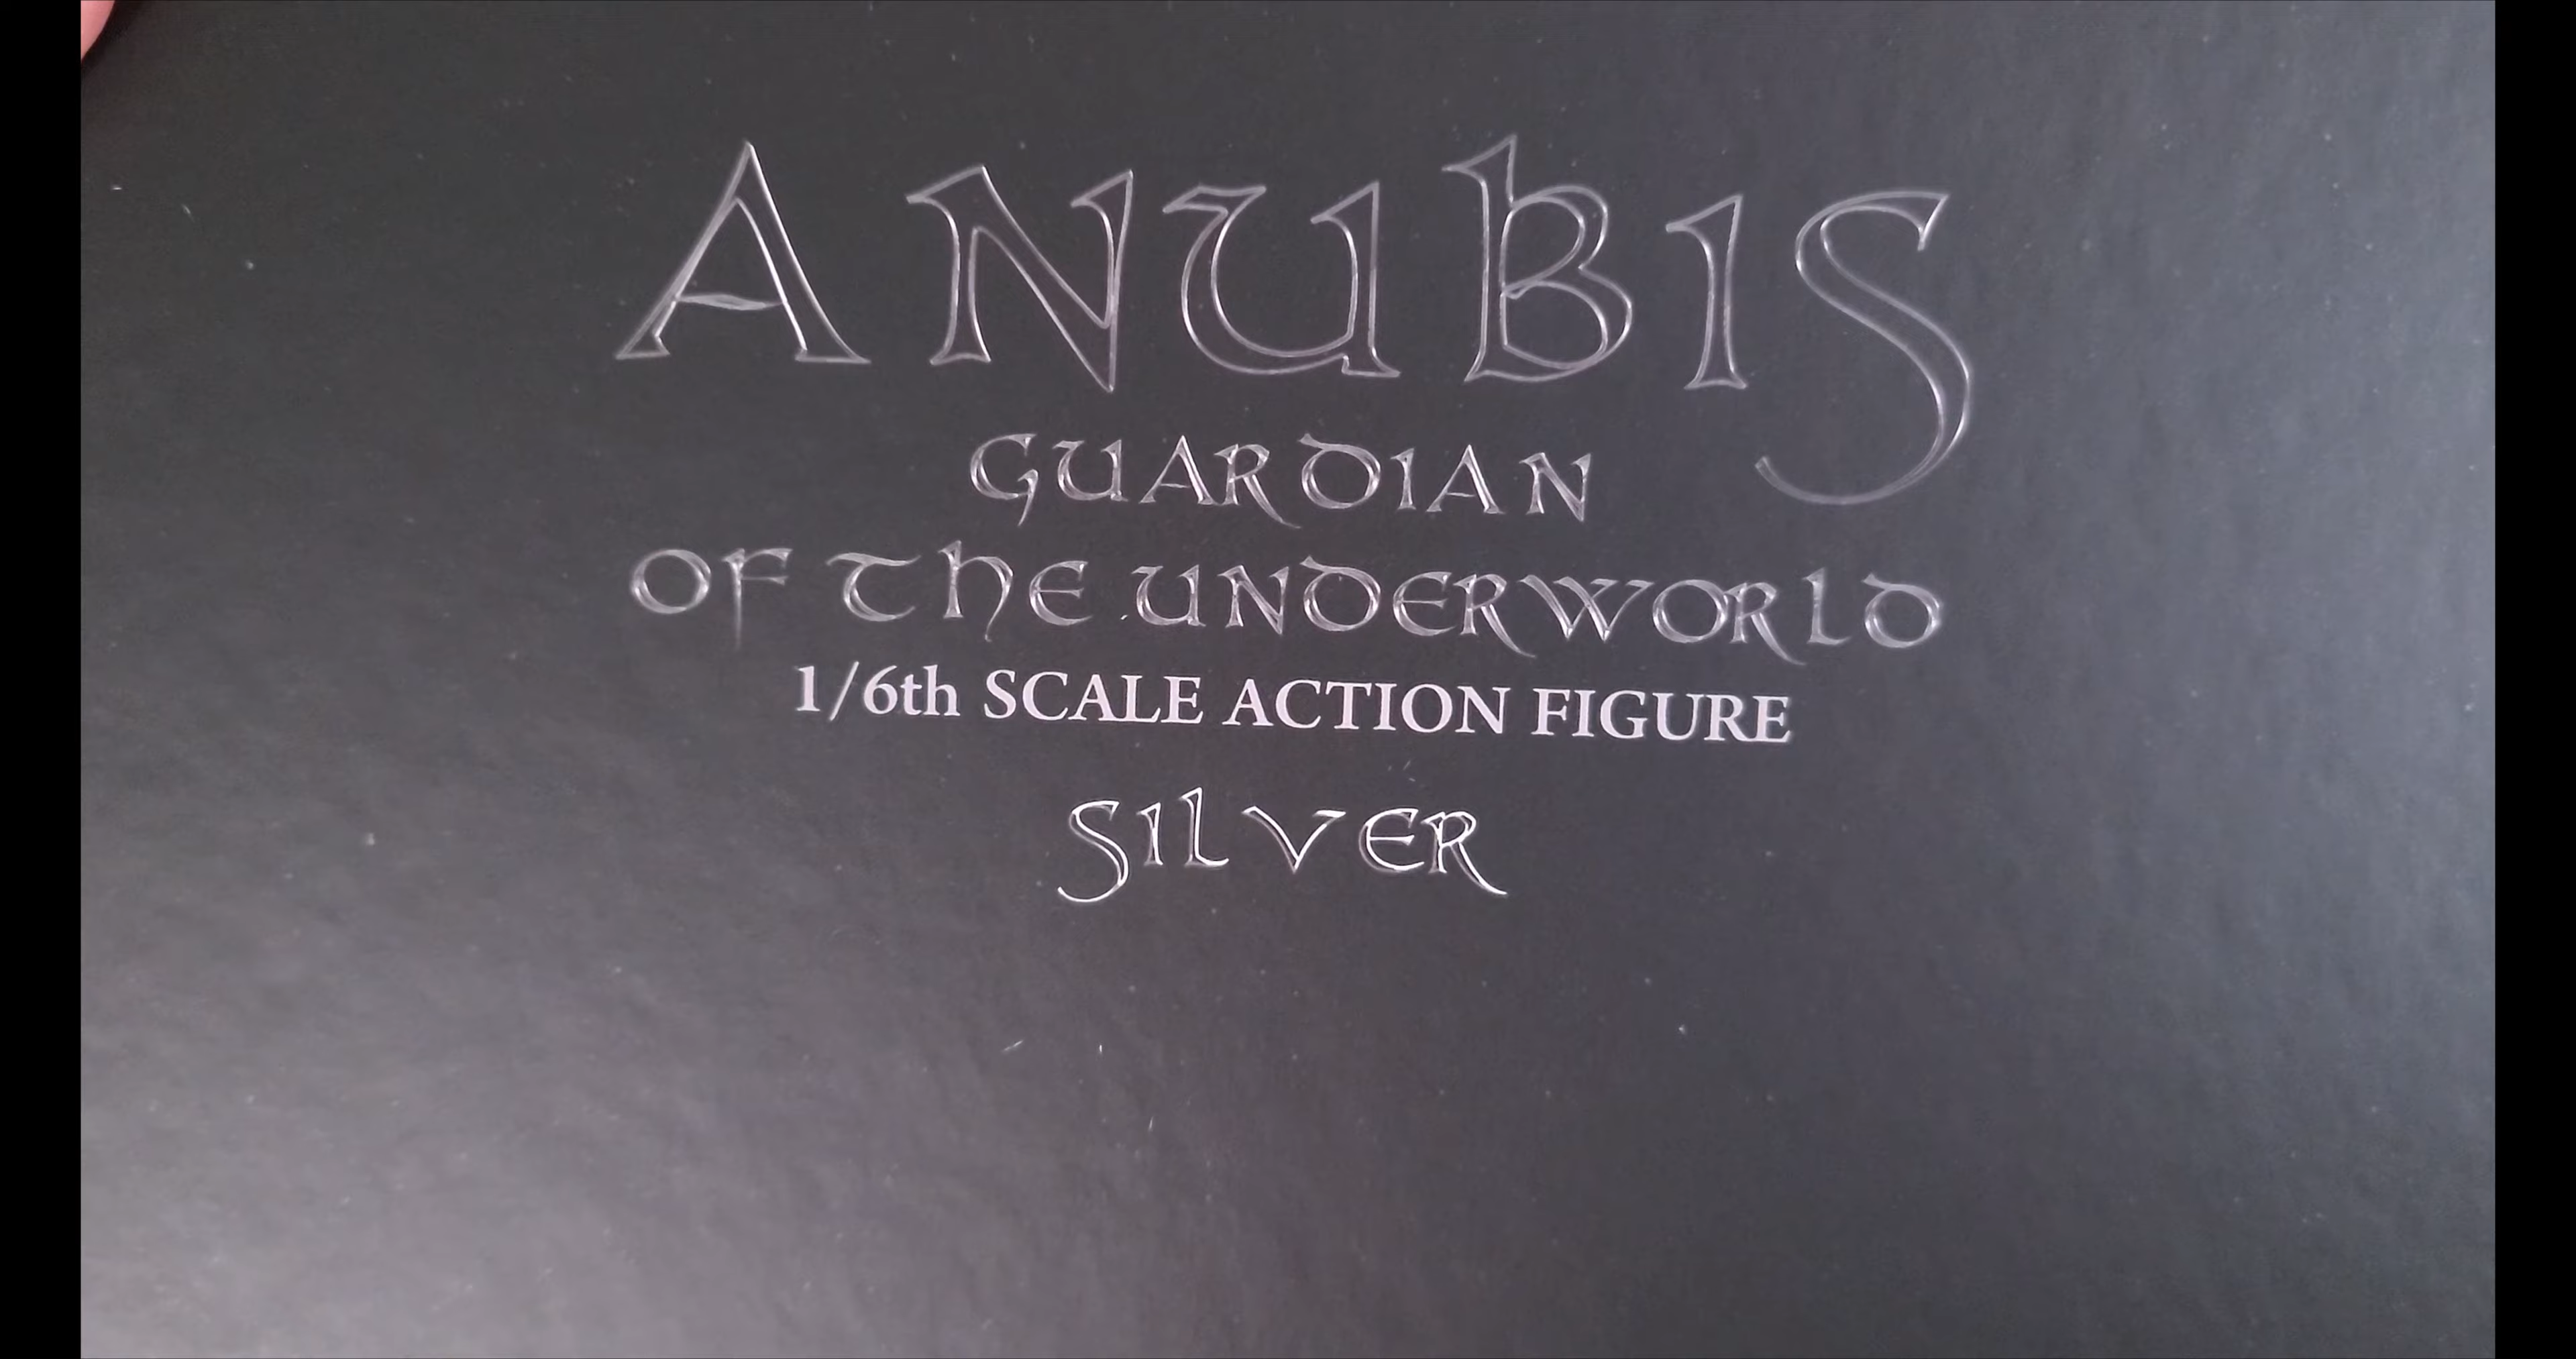 ANUBIS
GUARDIAN
OF THE UNDERWORLD
1/6th SCALE ACTION FIGURE
SILVER